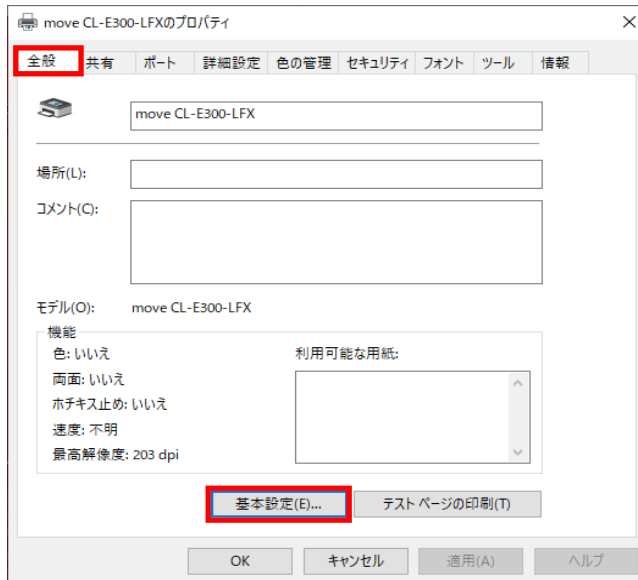 move CL-E300-LFXのプロパティ
全般 共有 ポート 詳細設定 色の管理 セキュリティ フォント ツール 情報
move CL-E300-LFX
場所(L):
コメント(C):
モデル(O): move CL-E300-LFX
機能
色: いいえ 利用可能な用紙:
両面: いいえ
ホチキス止め: いいえ
速度: 不明
最高解像度: 203 dpi
基本設定(E)... テスト ページの印刷(T)
OK キャンセル 適用(A) ヘルプ